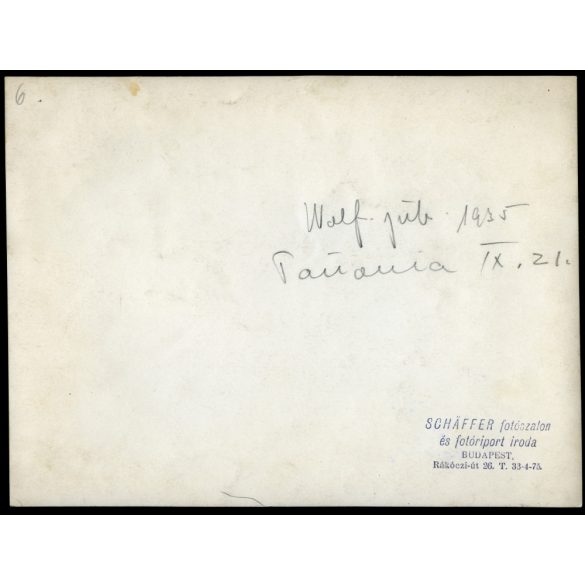 6.
Wolf. jub. 1935
Pannonia IX. 21.
SCHÄFFER fotószalon
és fotóriport iroda
BUDAPEST,
Rákóczi-út 26. T. 33-4-75.